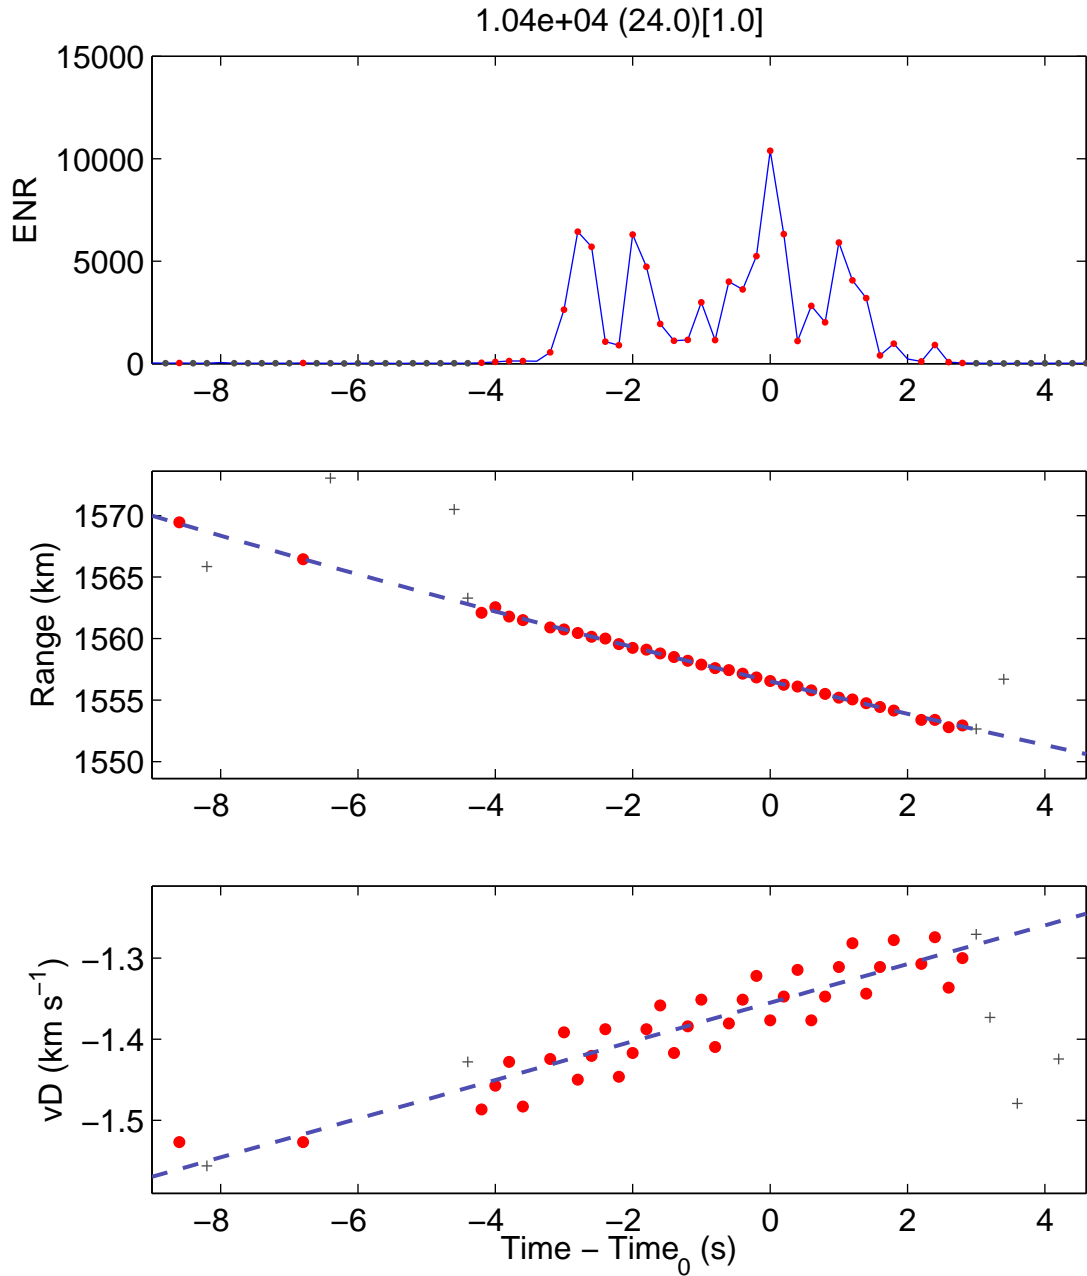 1.04e+04 (24.0)[1.0]
15000
10000
5000
0
ENR
−8 −6 −4 −2 0 2 4
1570
1565
1560
1555
1550
Range (km)
−8 −6 −4 −2 0 2 4
−1.3
−1.4
−1.5
vD (km s⁻¹)
−8 −6 −4 −2 0 2 4
Time − Time₀ (s)